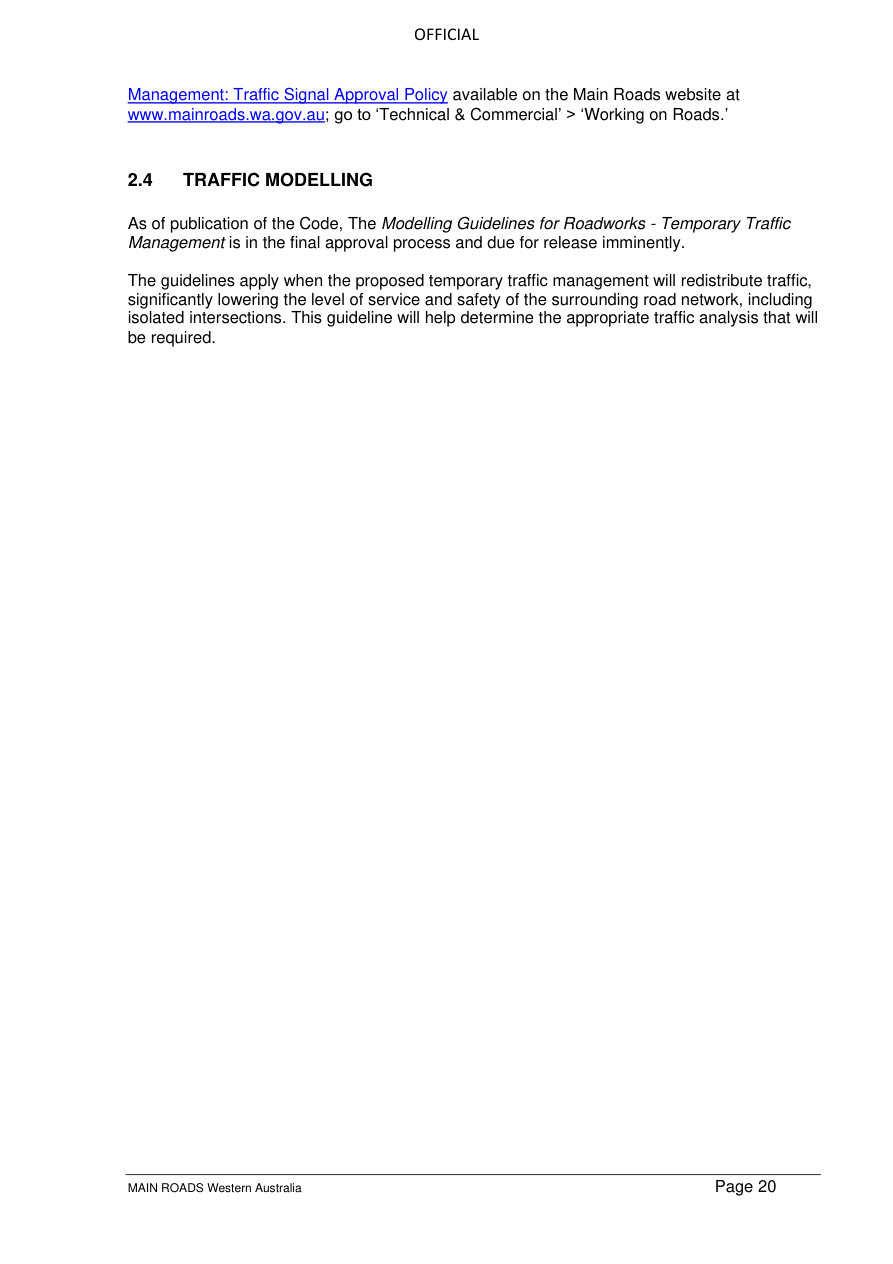 OFFICIAL
Management: Traffic Signal Approval Policy available on the Main Roads website at
www.mainroads.wa.gov.au; go to ‘Technical & Commercial’ > ‘Working on Roads.’
2.4 TRAFFIC MODELLING
As of publication of the Code, The Modelling Guidelines for Roadworks - Temporary Traffic
Management is in the final approval process and due for release imminently.
The guidelines apply when the proposed temporary traffic management will redistribute traffic,
significantly lowering the level of service and safety of the surrounding road network, including
isolated intersections. This guideline will help determine the appropriate traffic analysis that will
be required.
MAIN ROADS Western Australia Page 20